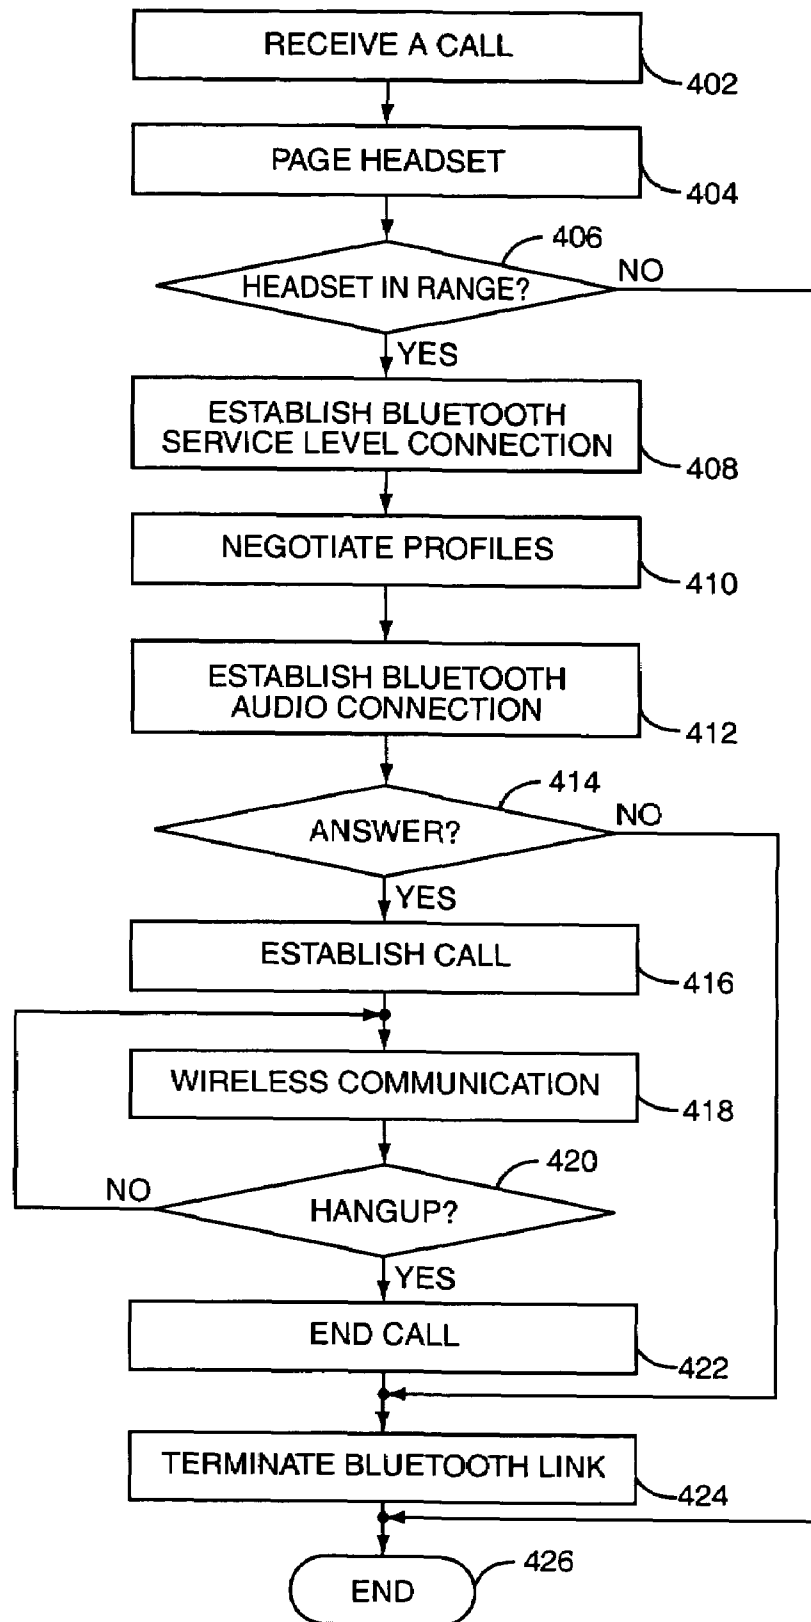 RECEIVE A CALL
402
PAGE HEADSET
404
406
HEADSET IN RANGE?
NO
YES
ESTABLISH BLUETOOTH
SERVICE LEVEL CONNECTION
408
NEGOTIATE PROFILES
410
ESTABLISH BLUETOOTH
AUDIO CONNECTION
412
414
ANSWER?
NO
YES
ESTABLISH CALL
416
WIRELESS COMMUNICATION
418
420
NO
HANGUP?
YES
END CALL
422
TERMINATE BLUETOOTH LINK
424
426
END